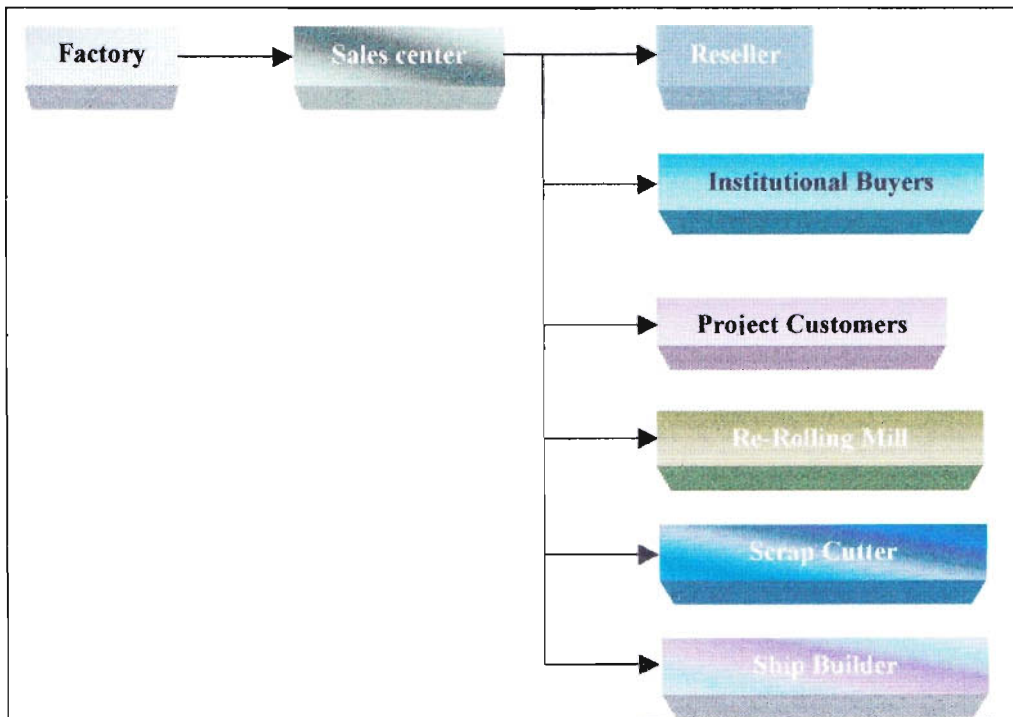 Factory
Sales center
Reseller
Institutional Buyers
Project Customers
Re-Rolling Mill
Scrap Cutter
Ship Builder